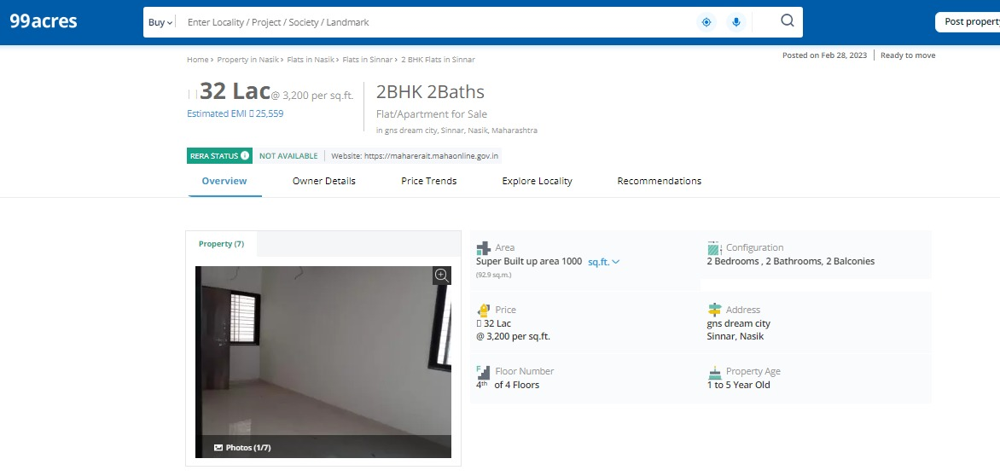 99acres
Buy
Enter Locality / Project / Society / Landmark
Post property
Home › Property in Nasik › Flats in Nasik › Flats in Sinnar › 2 BHK Flats in Sinnar
Posted on Feb 28, 2023 | Ready to move
32 Lac @ 3,200 per sq.ft.
Estimated EMI 25,559
2BHK 2Baths
Flat/Apartment for Sale
in gns dream city, Sinnar, Nasik, Maharashtra
RERA STATUS i NOT AVAILABLE | Website: https://maharerait.mahaonline.gov.in
Overview
Owner Details
Price Trends
Explore Locality
Recommendations
Property (7)
Photos (1/7)
Area
Super Built up area 1000 sq.ft.
(92.9 sq.m.)
Configuration
2 Bedrooms , 2 Bathrooms, 2 Balconies
Price
32 Lac
@ 3,200 per sq.ft.
Address
gns dream city
Sinnar, Nasik
Floor Number
4th of 4 Floors
Property Age
1 to 5 Year Old